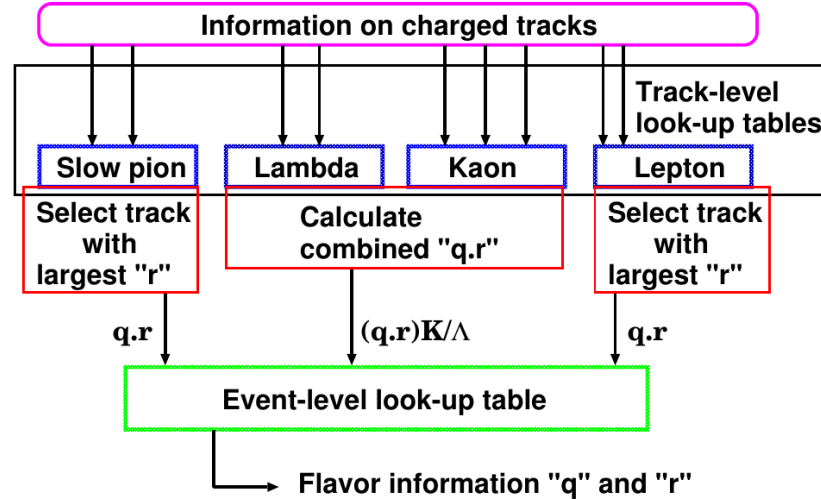 Information on charged tracks
Track-level
look-up tables
Slow pion
Lambda
Kaon
Lepton
Select track
with
largest "r"
Calculate
combined "q.r"
Select track
with
largest "r"
q.r
(q.r)K/Λ
q.r
Event-level look-up table
Flavor information "q" and "r"